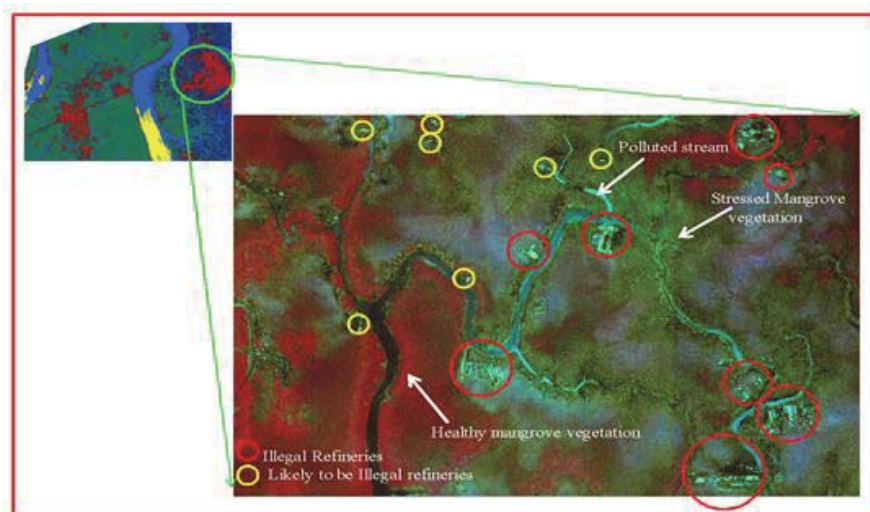 Polluted stream
Stressed Mangrove
vegetation
Healthy mangrove vegetation
Illegal Refineries
Likely to be Illegal refineries